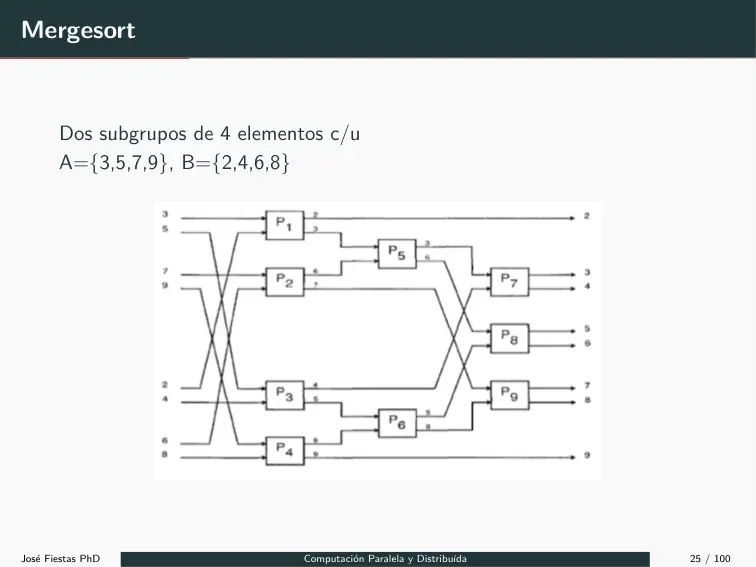 Mergesort
Dos subgrupos de 4 elementos c/u
A={3,5,7,9}, B={2,4,6,8}
3 P1 2 2
5 3
P5 3
7 P2 6 6 P7 3
9 7 4
P8 5
6
2 P3 4 P9 7
4 5 8
P6 5
8
6 P4 8
8 9 9
José Fiestas PhD Computación Paralela y Distribuída 25 / 100